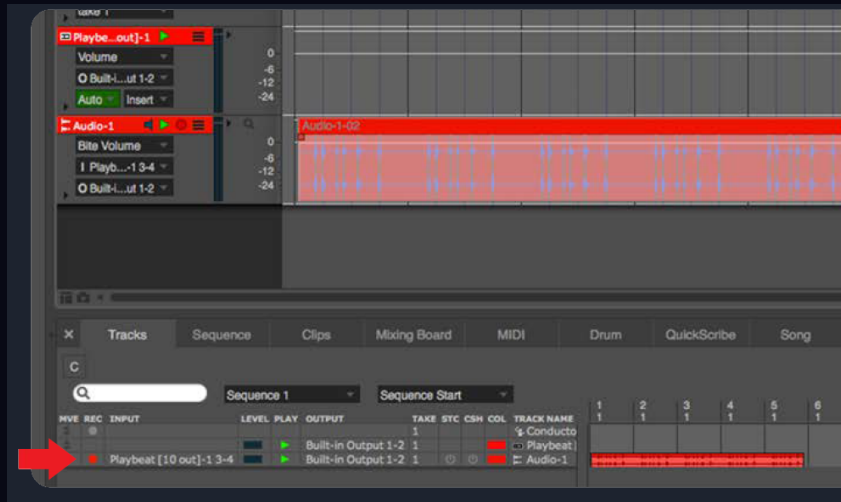 take 1
Playbe...out]-1
Volume
0
Built-i...ut 1-2
-6
-12
Auto Insert
-24
Audio-1
Audio-1-02
Bite Volume
0
I Playb...-1 3-4
-6
-12
O Built-i...ut 1-2
-24
Tracks Sequence Clips Mixing Board MIDI Drum QuickScribe Song
C
Sequence 1 Sequence Start
1 2 3 4 5 6
1 1 1 1 1 1
MVE REC INPUT LEVEL PLAY OUTPUT TAKE STC CSH COL TRACK NAME
1 Conducto
Built-in Output 1-2 1 Playbeat [
Playbeat [10 out]-1 3-4 Built-in Output 1-2 1 Audio-1